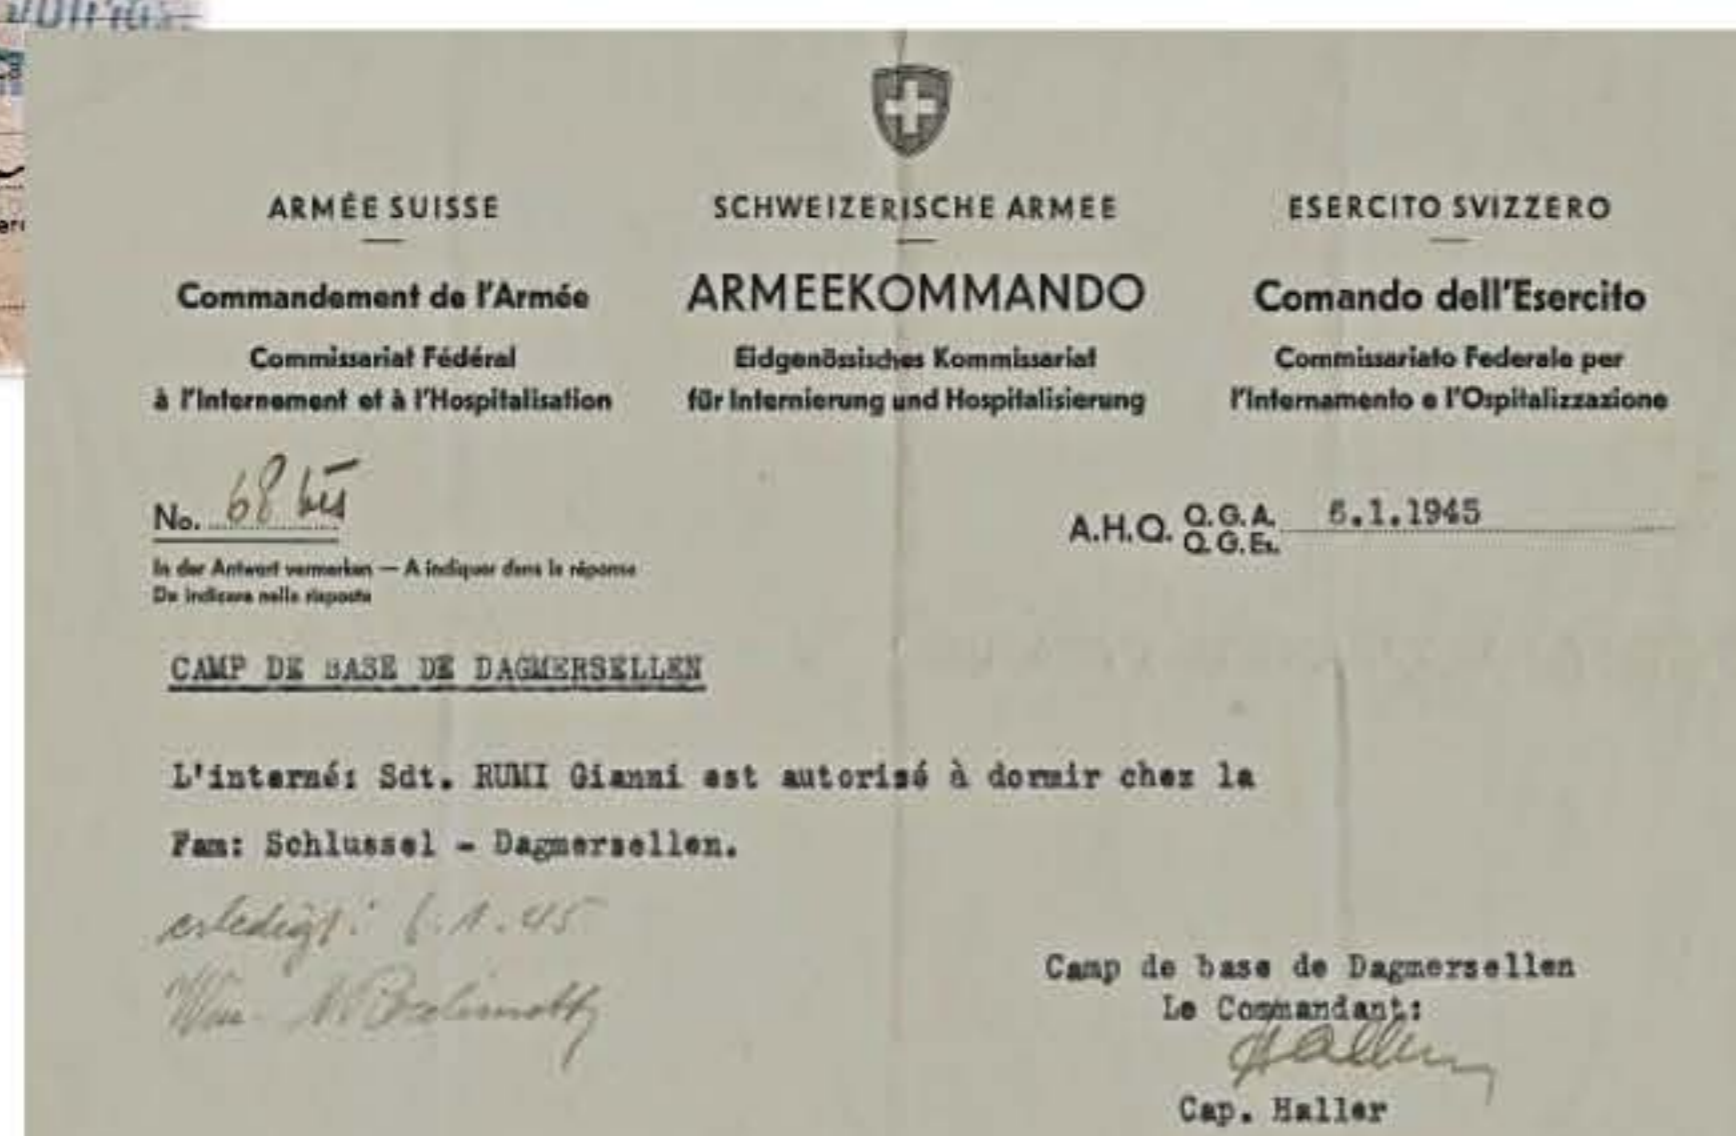 ARMÉE SUISSE
Commandement de l'Armée
Commissariat Fédéral
à l'Internement et à l'Hospitalisation
SCHWEIZERISCHE ARMEE
ARMEEKOMMANDO
Eidgenössisches Kommissariat
für Internierung und Hospitalisierung
ESERCITO SVIZZERO
Comando dell'Esercito
Commissariato Federale per
l'Internamento e l'Ospitalizzazione
No. 68 bis
In der Antwort vermerken — A indiquer dans la réponse
Da indicare nella risposta
A.H.Q. Q.G.A. Q.G.Es. 5.1.1945
CAMP DE BASE DE DAGMERSELLEN
L'interné: Sdt. RUMI Gianni est autorisé à dormir chez la
Fam: Schlussel - Dagmersellen.
erledigt: 6.1.45
Camp de base de Dagmersellen
Le Commandant:
Haller
Cap. Haller